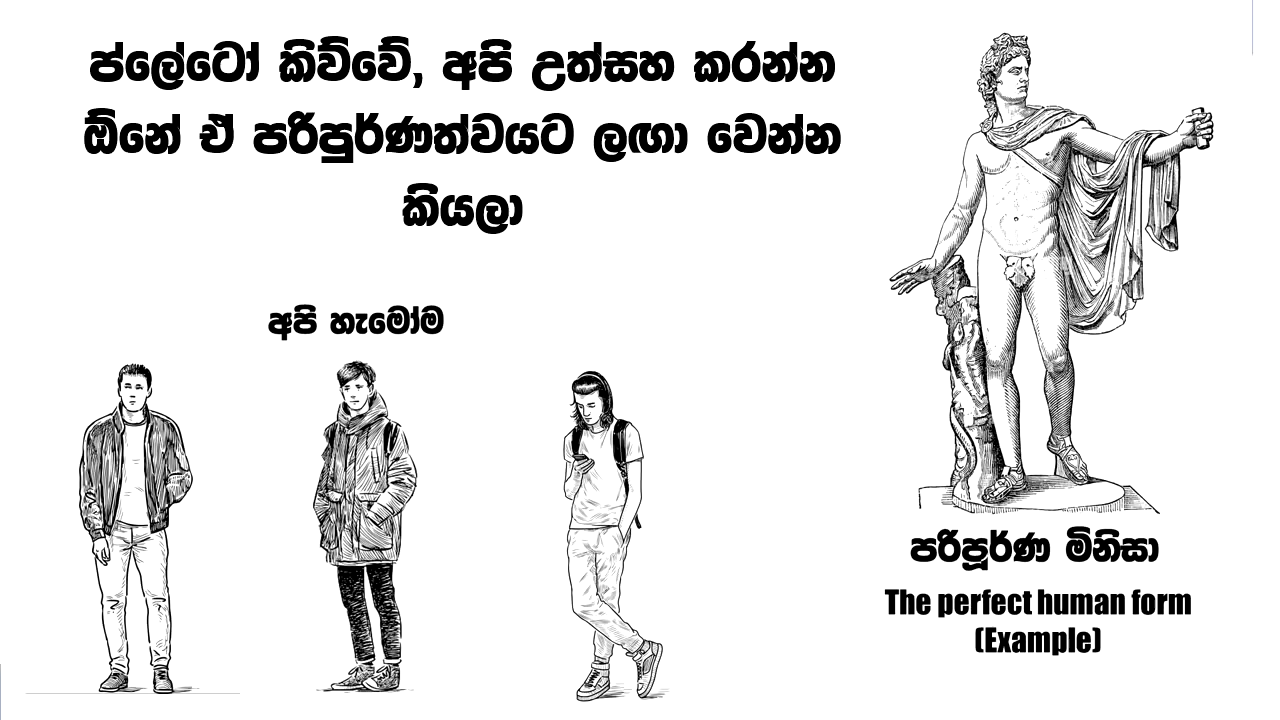 ප්ලේටෝ කිව්වේ, අපි උත්සහ කරන්න
ඕනේ ඒ පරිපුර්ණත්වයට ලඟා වෙන්න
කියලා
අපි හැමෝම
පරිපූර්ණ මිනිසා
The perfect human form
(Example)